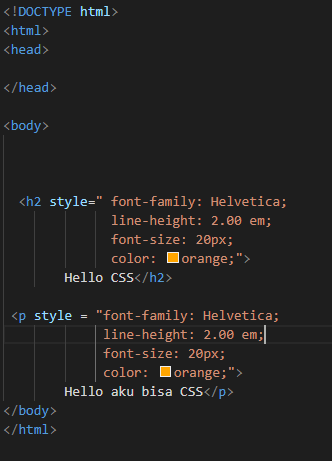 <!DOCTYPE html>
<html>
<head>
</head>
<body>
<h2 style=" font-family: Helvetica;
line-height: 2.00 em;
font-size: 20px;
color: orange;">
Hello CSS</h2>
<p style = "font-family: Helvetica;
line-height: 2.00 em;
font-size: 20px;
color: orange;">
Hello aku bisa CSS</p>
</body>
</html>